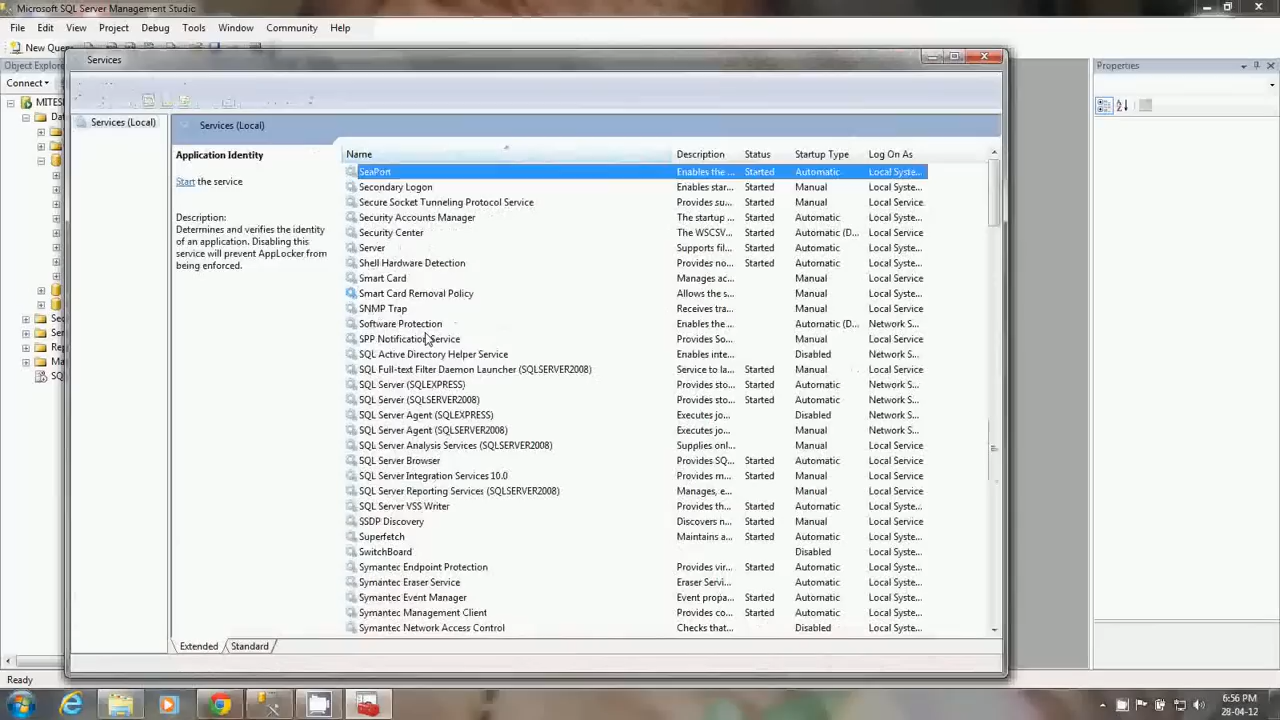 Microsoft SQL Server Management Studio
File Edit View Project Debug Tools Window Community Help
New Query
Object Explorer
Properties
Connect
Services
Services (Local)
Services (Local)
Application Identity
Start the service
Description:
Determines and verifies the identity
of an application. Disabling this
service will prevent AppLocker from
being enforced.
Name Description Status Startup Type Log On As
SeaPort Enables the ... Started Automatic Local Syste...
Secondary Logon Enables star... Started Manual Local Syste...
Secure Socket Tunneling Protocol Service Provides su... Started Manual Local Service
Security Accounts Manager The startup ... Started Automatic Local Syste...
Security Center The WSCSV... Started Automatic (D... Local Service
Server Supports fil... Started Automatic Local Syste...
Shell Hardware Detection Provides no... Started Automatic Local Syste...
Smart Card Manages ac... Manual Local Service
Smart Card Removal Policy Allows the s... Manual Local Syste...
SNMP Trap Receives tra... Manual Local Service
Software Protection Enables the ... Automatic (D... Network S...
SPP Notification Service Provides So... Manual Local Service
SQL Active Directory Helper Service Enables inte... Disabled Network S...
SQL Full-text Filter Daemon Launcher (SQLSERVER2008) Service to la... Started Manual Local Service
SQL Server (SQLEXPRESS) Provides sto... Started Automatic Network S...
SQL Server (SQLSERVER2008) Provides sto... Started Automatic Network S...
SQL Server Agent (SQLEXPRESS) Executes jo... Disabled Network S...
SQL Server Agent (SQLSERVER2008) Executes jo... Manual Network S...
SQL Server Analysis Services (SQLSERVER2008) Supplies onl... Manual Local Service
SQL Server Browser Provides SQ... Started Automatic Local Service
SQL Server Integration Services 10.0 Provides m... Started Manual Local Service
SQL Server Reporting Services (SQLSERVER2008) Manages, e... Manual Local Service
SQL Server VSS Writer Provides th... Started Automatic Local Syste...
SSDP Discovery Discovers n... Started Manual Local Service
Superfetch Maintains a... Started Automatic Local Syste...
SwitchBoard Disabled Local Syste...
Symantec Endpoint Protection Provides vir... Started Automatic Local Syste...
Symantec Eraser Service Eraser Servi... Automatic Local Syste...
Symantec Event Manager Event propa... Started Automatic Local Syste...
Symantec Management Client Provides co... Started Automatic Local Syste...
Symantec Network Access Control Checks that... Disabled Local Syste...
Extended Standard
Ready
6:56 PM
28-04-12